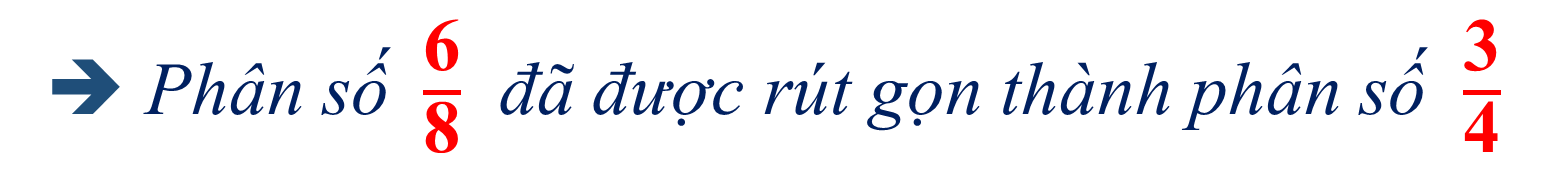 ➔ Phân số 6/8 đã được rút gọn thành phân số 3/4